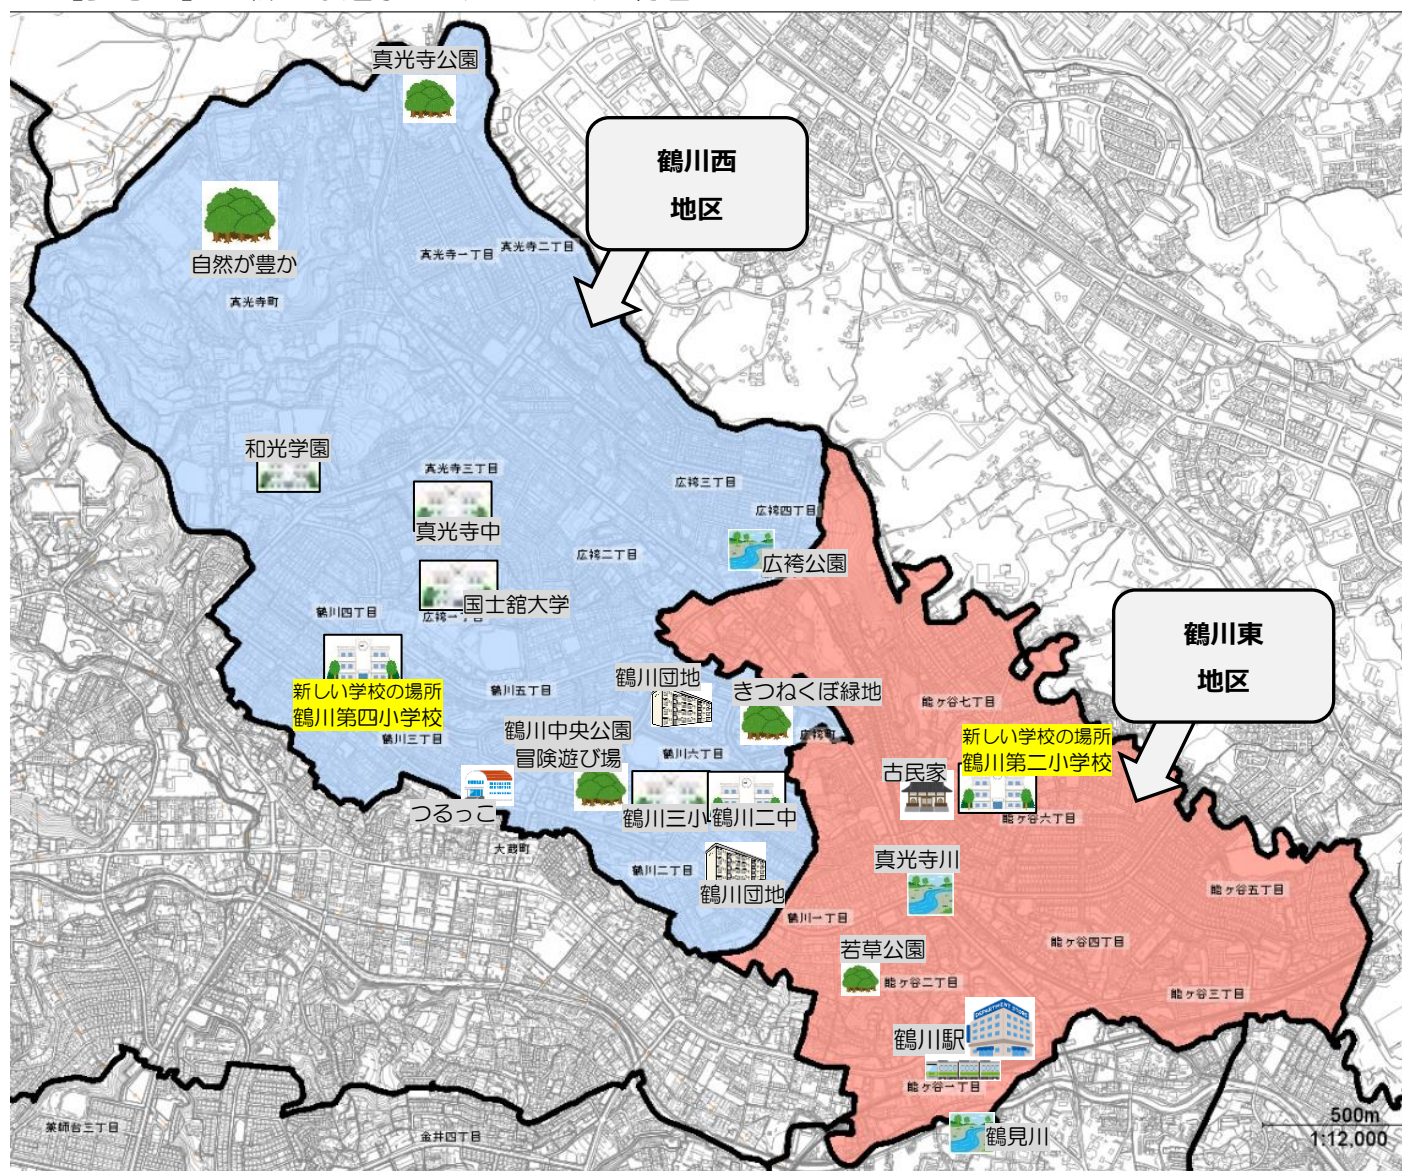 真光寺公園
鶴川西
地区
自然が豊か
真光寺一丁目
真光寺二丁目
真光寺町
和光学園
真光寺三丁目
真光寺中
広袴三丁目
広袴四丁目
広袴二丁目
広袴公園
国士舘大学
広袴一丁目
鶴川四丁目
新しい学校の場所
鶴川第四小学校
鶴川三丁目
鶴川五丁目
鶴川団地
きつねくぼ緑地
広袴町
鶴川東
地区
能ヶ谷七丁目
新しい学校の場所
鶴川第二小学校
古民家
能ヶ谷六丁目
鶴川中央公園
冒険遊び場
鶴川六丁目
つるっこ
鶴川三小
鶴川二中
大蔵町
鶴川二丁目
鶴川団地
真光寺川
能ヶ谷五丁目
鶴川一丁目
能ヶ谷四丁目
若草公園
能ヶ谷二丁目
能ヶ谷三丁目
DEPARTMENT STORE
鶴川駅
能ヶ谷一丁目
鶴見川
薬師台三丁目
金井四丁目
500m
1:12,000